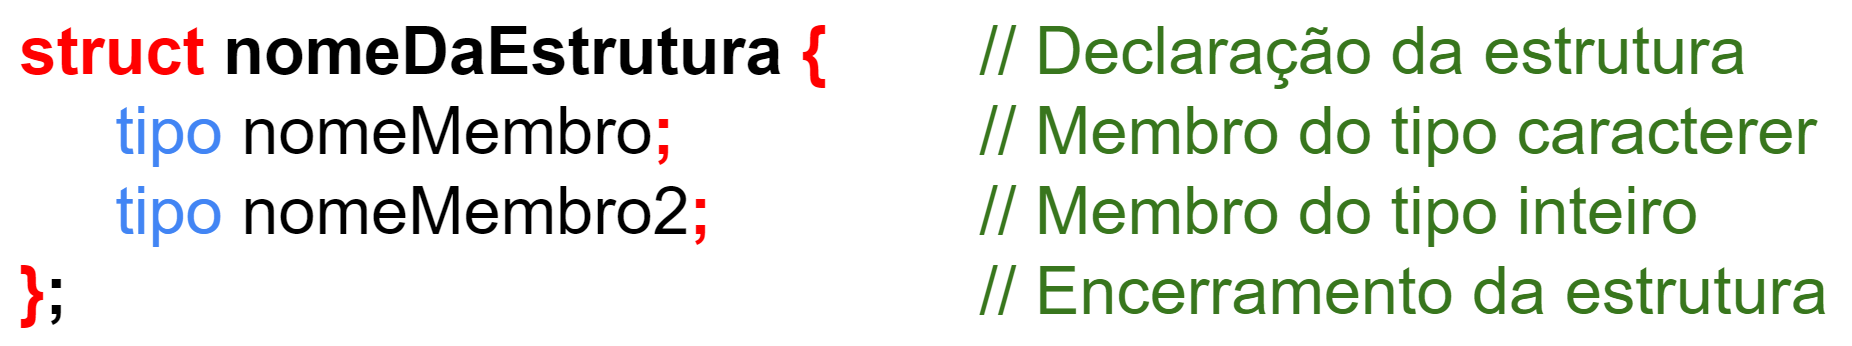 struct nomeDaEstrutura { // Declaração da estrutura
tipo nomeMembro; // Membro do tipo caracterer
tipo nomeMembro2; // Membro do tipo inteiro
}; // Encerramento da estrutura